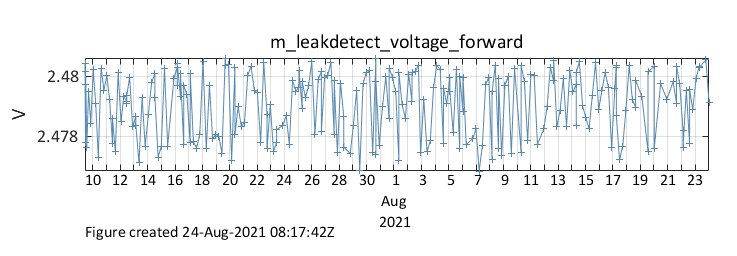 m_leakdetect_voltage_forward
2.48
2.478
V
10 12 14 16 18 20 22 24 26 28 30 1 3 5 7 9 11 13 15 17 19 21 23
Aug
2021
Figure created 24-Aug-2021 08:17:42Z